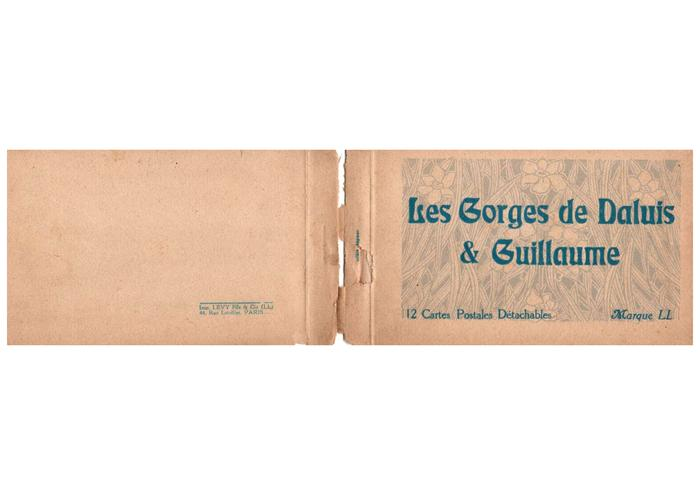 Les Gorges de Daluis
& Guillaume
12 Cartes Postales Détachables
Marque LL
Imp. LEVY Fils & Cie (LL)
44, Rue Letellier, PARIS